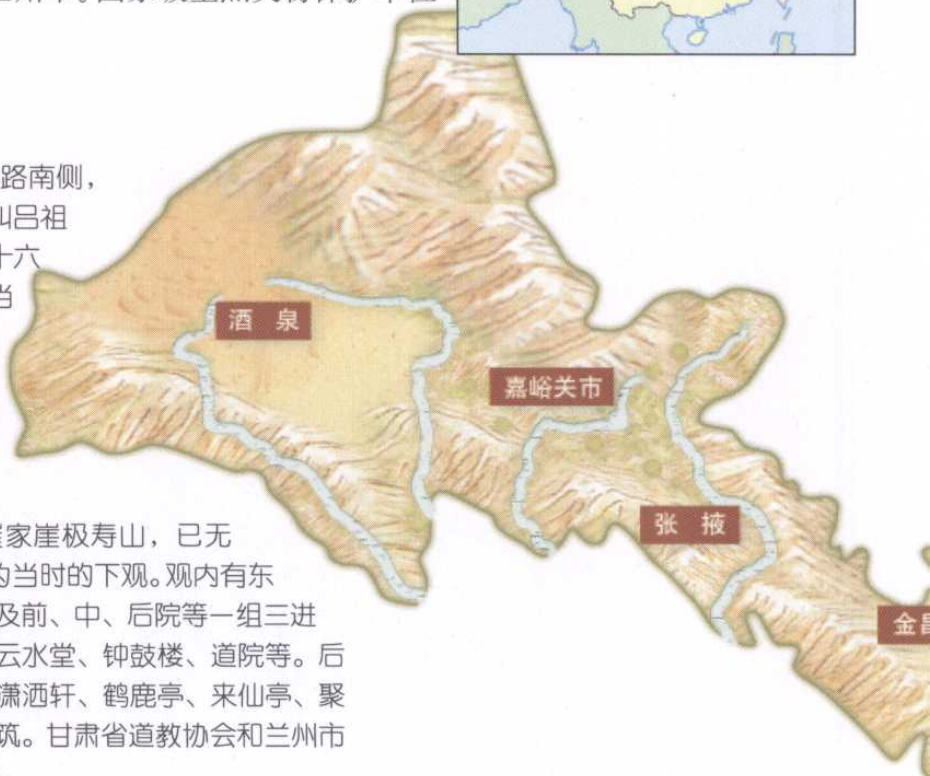 路南侧，
叫吕祖
十六
当
酒 泉
嘉峪关市
张 掖
金昌
崔家崖极寿山，已无
的当时的下观。观内有东
及前、中、后院等一组三进
云水堂、钟鼓楼、道院等。后
潇洒轩、鹤鹿亭、来仙亭、聚
筑。甘肃省道教协会和兰州市